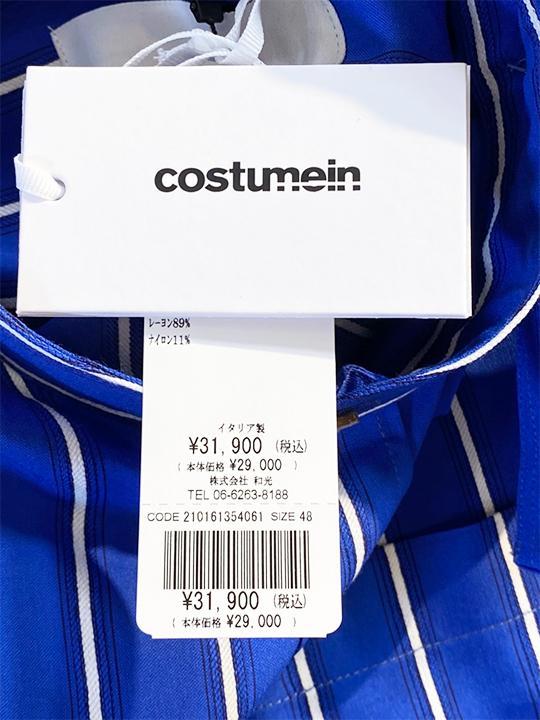 costumein
レーヨン89%
ナイロン11%
イタリア製
¥31,900 (税込)
( 本体価格 ¥29,000 )
株式会社 和光
TEL 06-6263-8188
CODE 210161354061 SIZE 48
¥31,900 (税込)
( 本体価格 ¥29,000 )